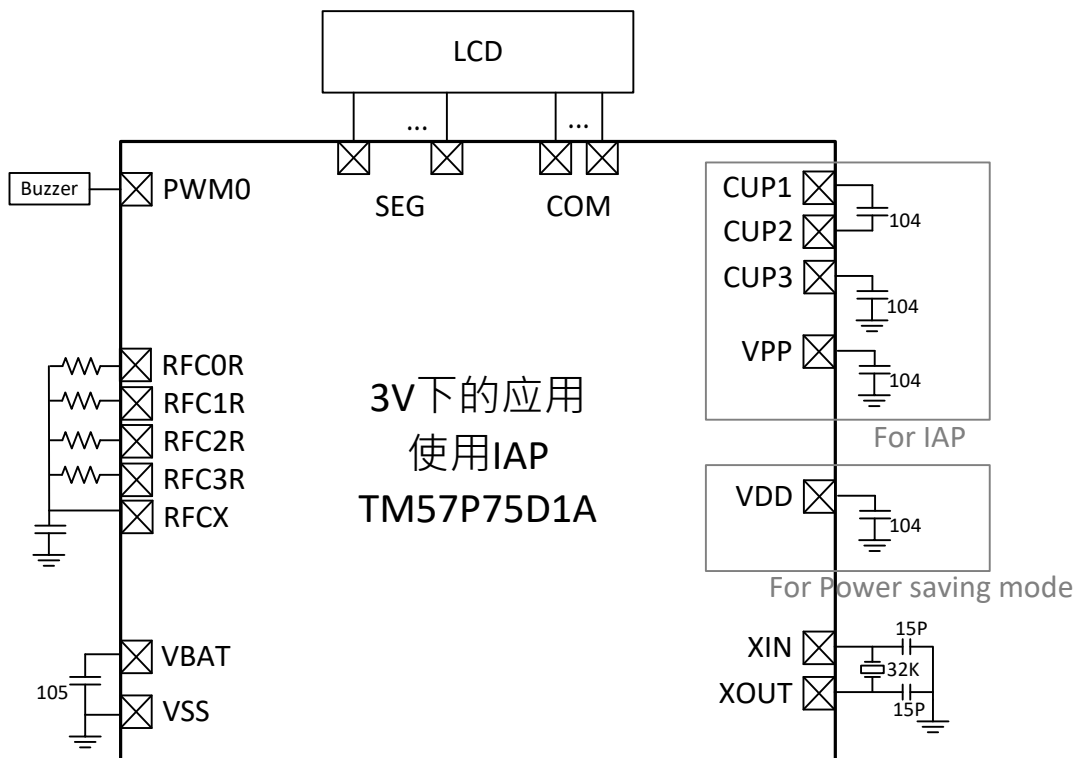 LCD
...
...
Buzzer
PWM0
SEG
COM
CUP1
CUP2
104
CUP3
104
VPP
104
For IAP
RFC0R
RFC1R
RFC2R
RFC3R
RFCX
3V下的应用
使用IAP
TM57P75D1A
VDD
104
For Power saving mode
VBAT
105
VSS
XIN
XOUT
15P
32K
15P